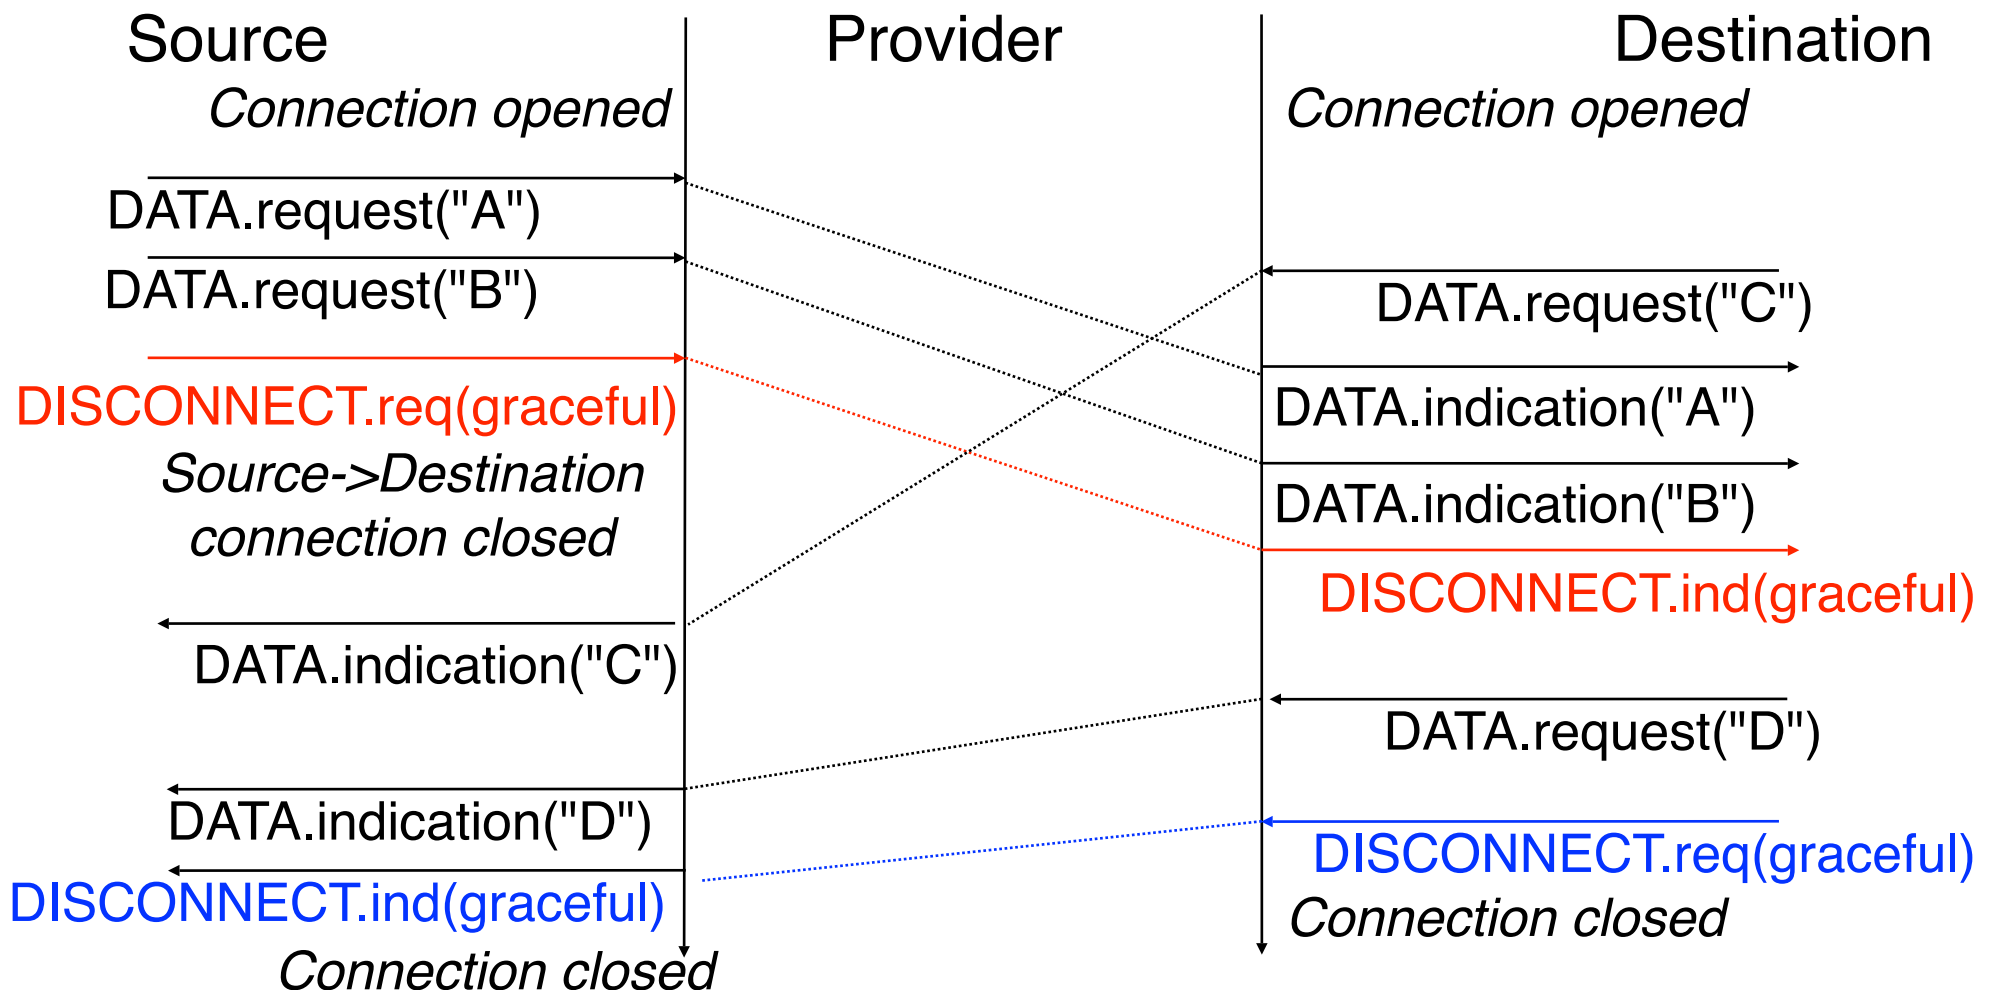 Source
Provider
Destination
Connection opened
Connection opened
DATA.request("A")
DATA.request("B")
DATA.request("C")
DISCONNECT.req(graceful)
DATA.indication("A")
Source->Destination
connection closed
DATA.indication("B")
DISCONNECT.ind(graceful)
DATA.indication("C")
DATA.request("D")
DATA.indication("D")
DISCONNECT.req(graceful)
DISCONNECT.ind(graceful)
Connection closed
Connection closed